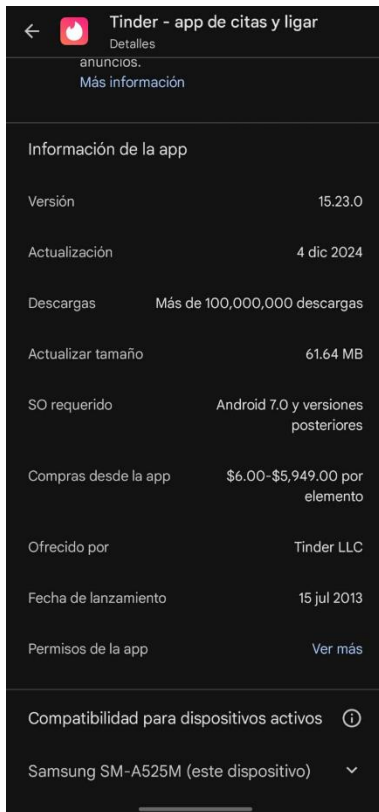 Tinder - app de citas y ligar
Detalles
anuncios.
Más información
Información de la app
Versión 15.23.0
Actualización 4 dic 2024
Descargas Más de 100,000,000 descargas
Actualizar tamaño 61.64 MB
SO requerido Android 7.0 y versiones
posteriores
Compras desde la app $6.00-$5,949.00 por
elemento
Ofrecido por Tinder LLC
Fecha de lanzamiento 15 jul 2013
Permisos de la app Ver más
Compatibilidad para dispositivos activos
Samsung SM-A525M (este dispositivo)